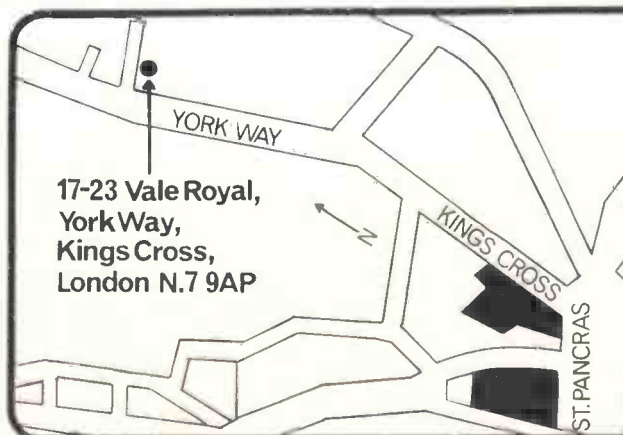 YORK WAY
17-23 Vale Royal,
York Way,
Kings Cross,
London N.7 9AP
N
KINGS CROSS
ST. PANCRAS